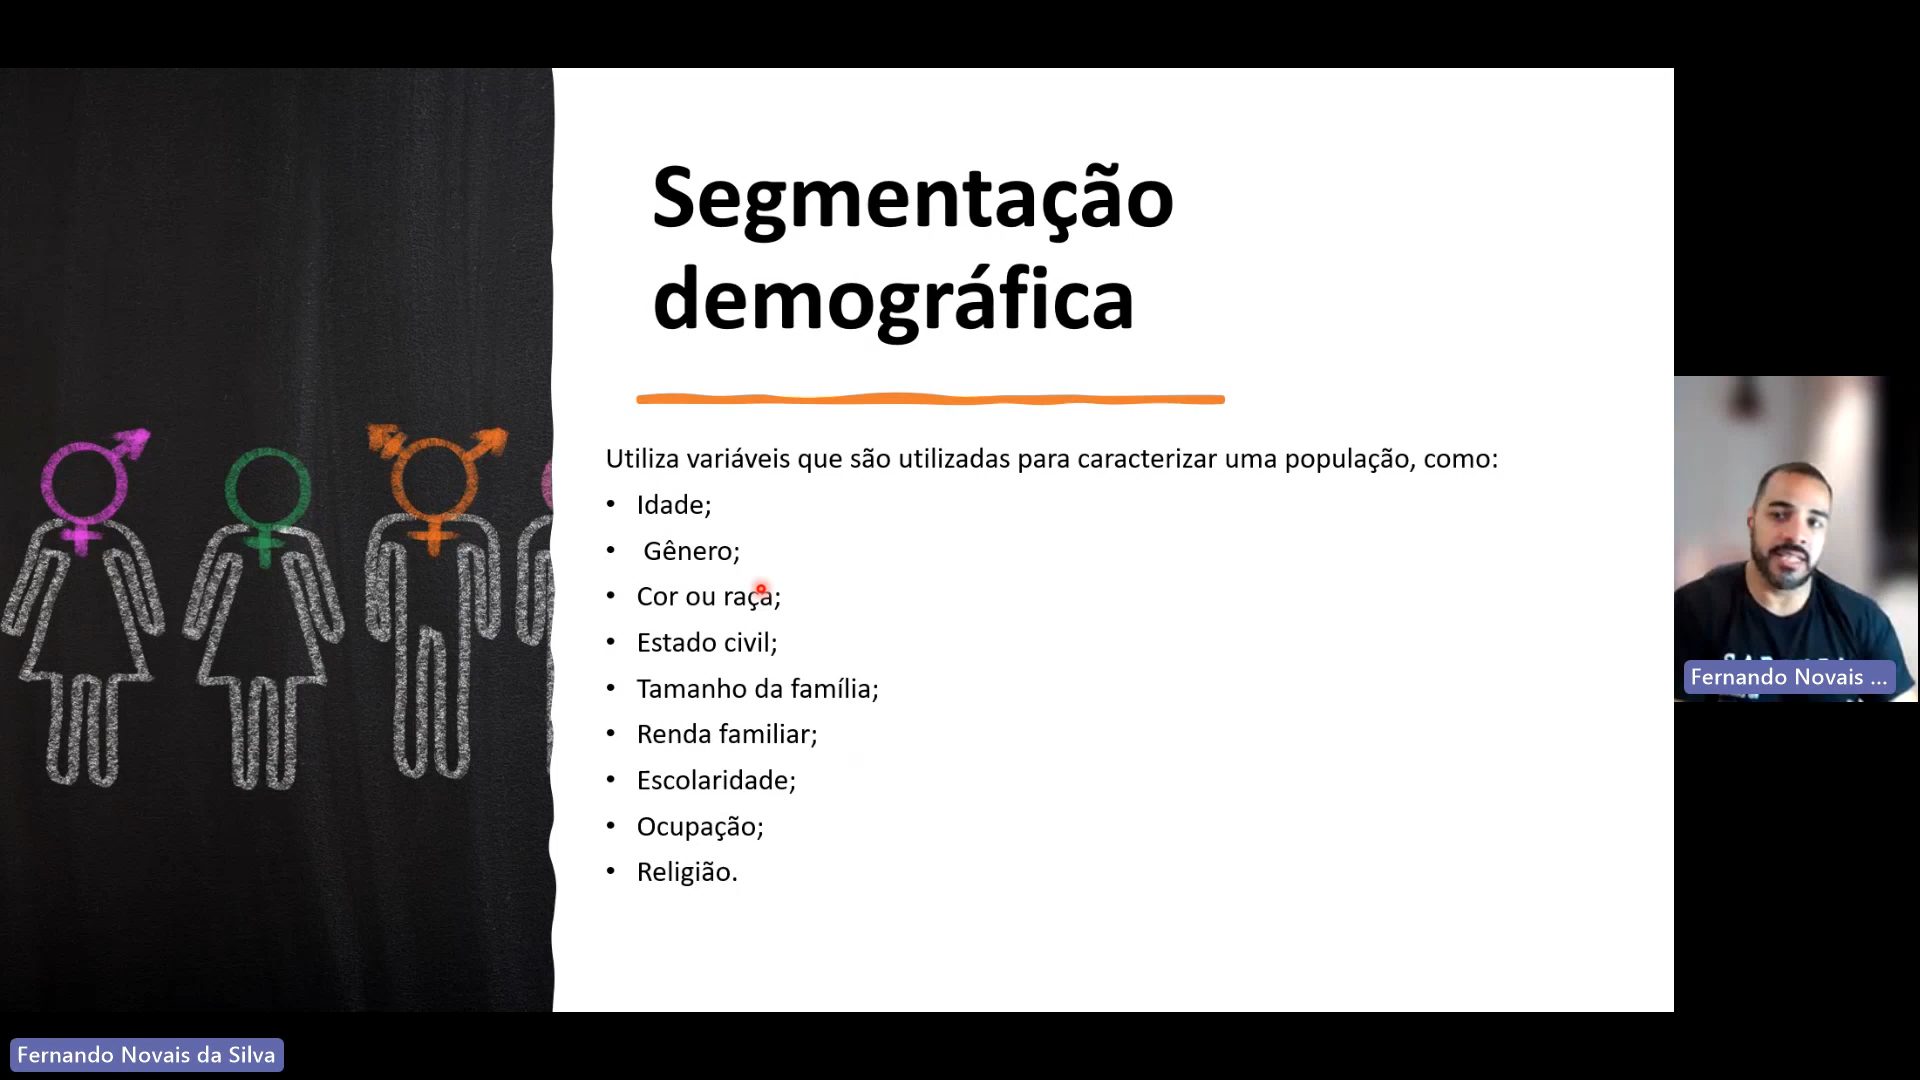 Segmentação
demográfica
Utiliza variáveis que são utilizadas para caracterizar uma população, como:
• Idade;
• Gênero;
• Cor ou raça;
• Estado civil;
• Tamanho da família;
• Renda familiar;
• Escolaridade;
• Ocupação;
• Religião.
Fernando Novais ...
Fernando Novais da Silva